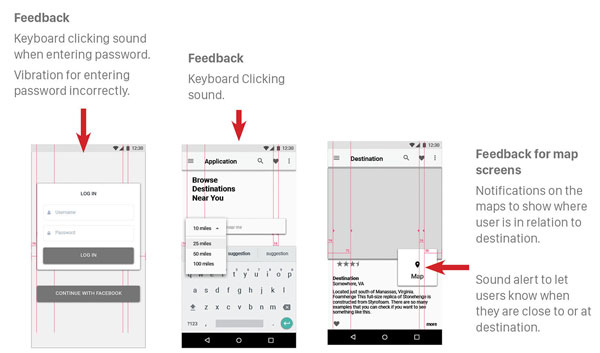 Feedback
Keyboard clicking sound
when entering password.
Vibration for entering
password incorrectly.
Feedback
Keyboard Clicking
sound.
12:30
LOG IN
Username
Password
LOG IN
CONTINUE WITH FACEBOOK
12:30
Application
Browse
Destinations
Near You
10 miles
near me
25 miles
50 miles
100 miles
suggestion
suggestion
e r t y u i o p
a s d f g h j k l
z x c v b n m
?123
,
.
12:30
Destination
Map
Destination
Somewhere, VA
Located just south of Manassas, Virginia.
Foamhenge This full-size replica of Stonehenge is
constructed from Styrofoam. There are so many
examples that you can check if you want to see
something like this.
more
Feedback for map
screens
Notifications on the
maps to show where
user is in relation to
destination.
Sound alert to let
users know when
they are close to or at
destination.